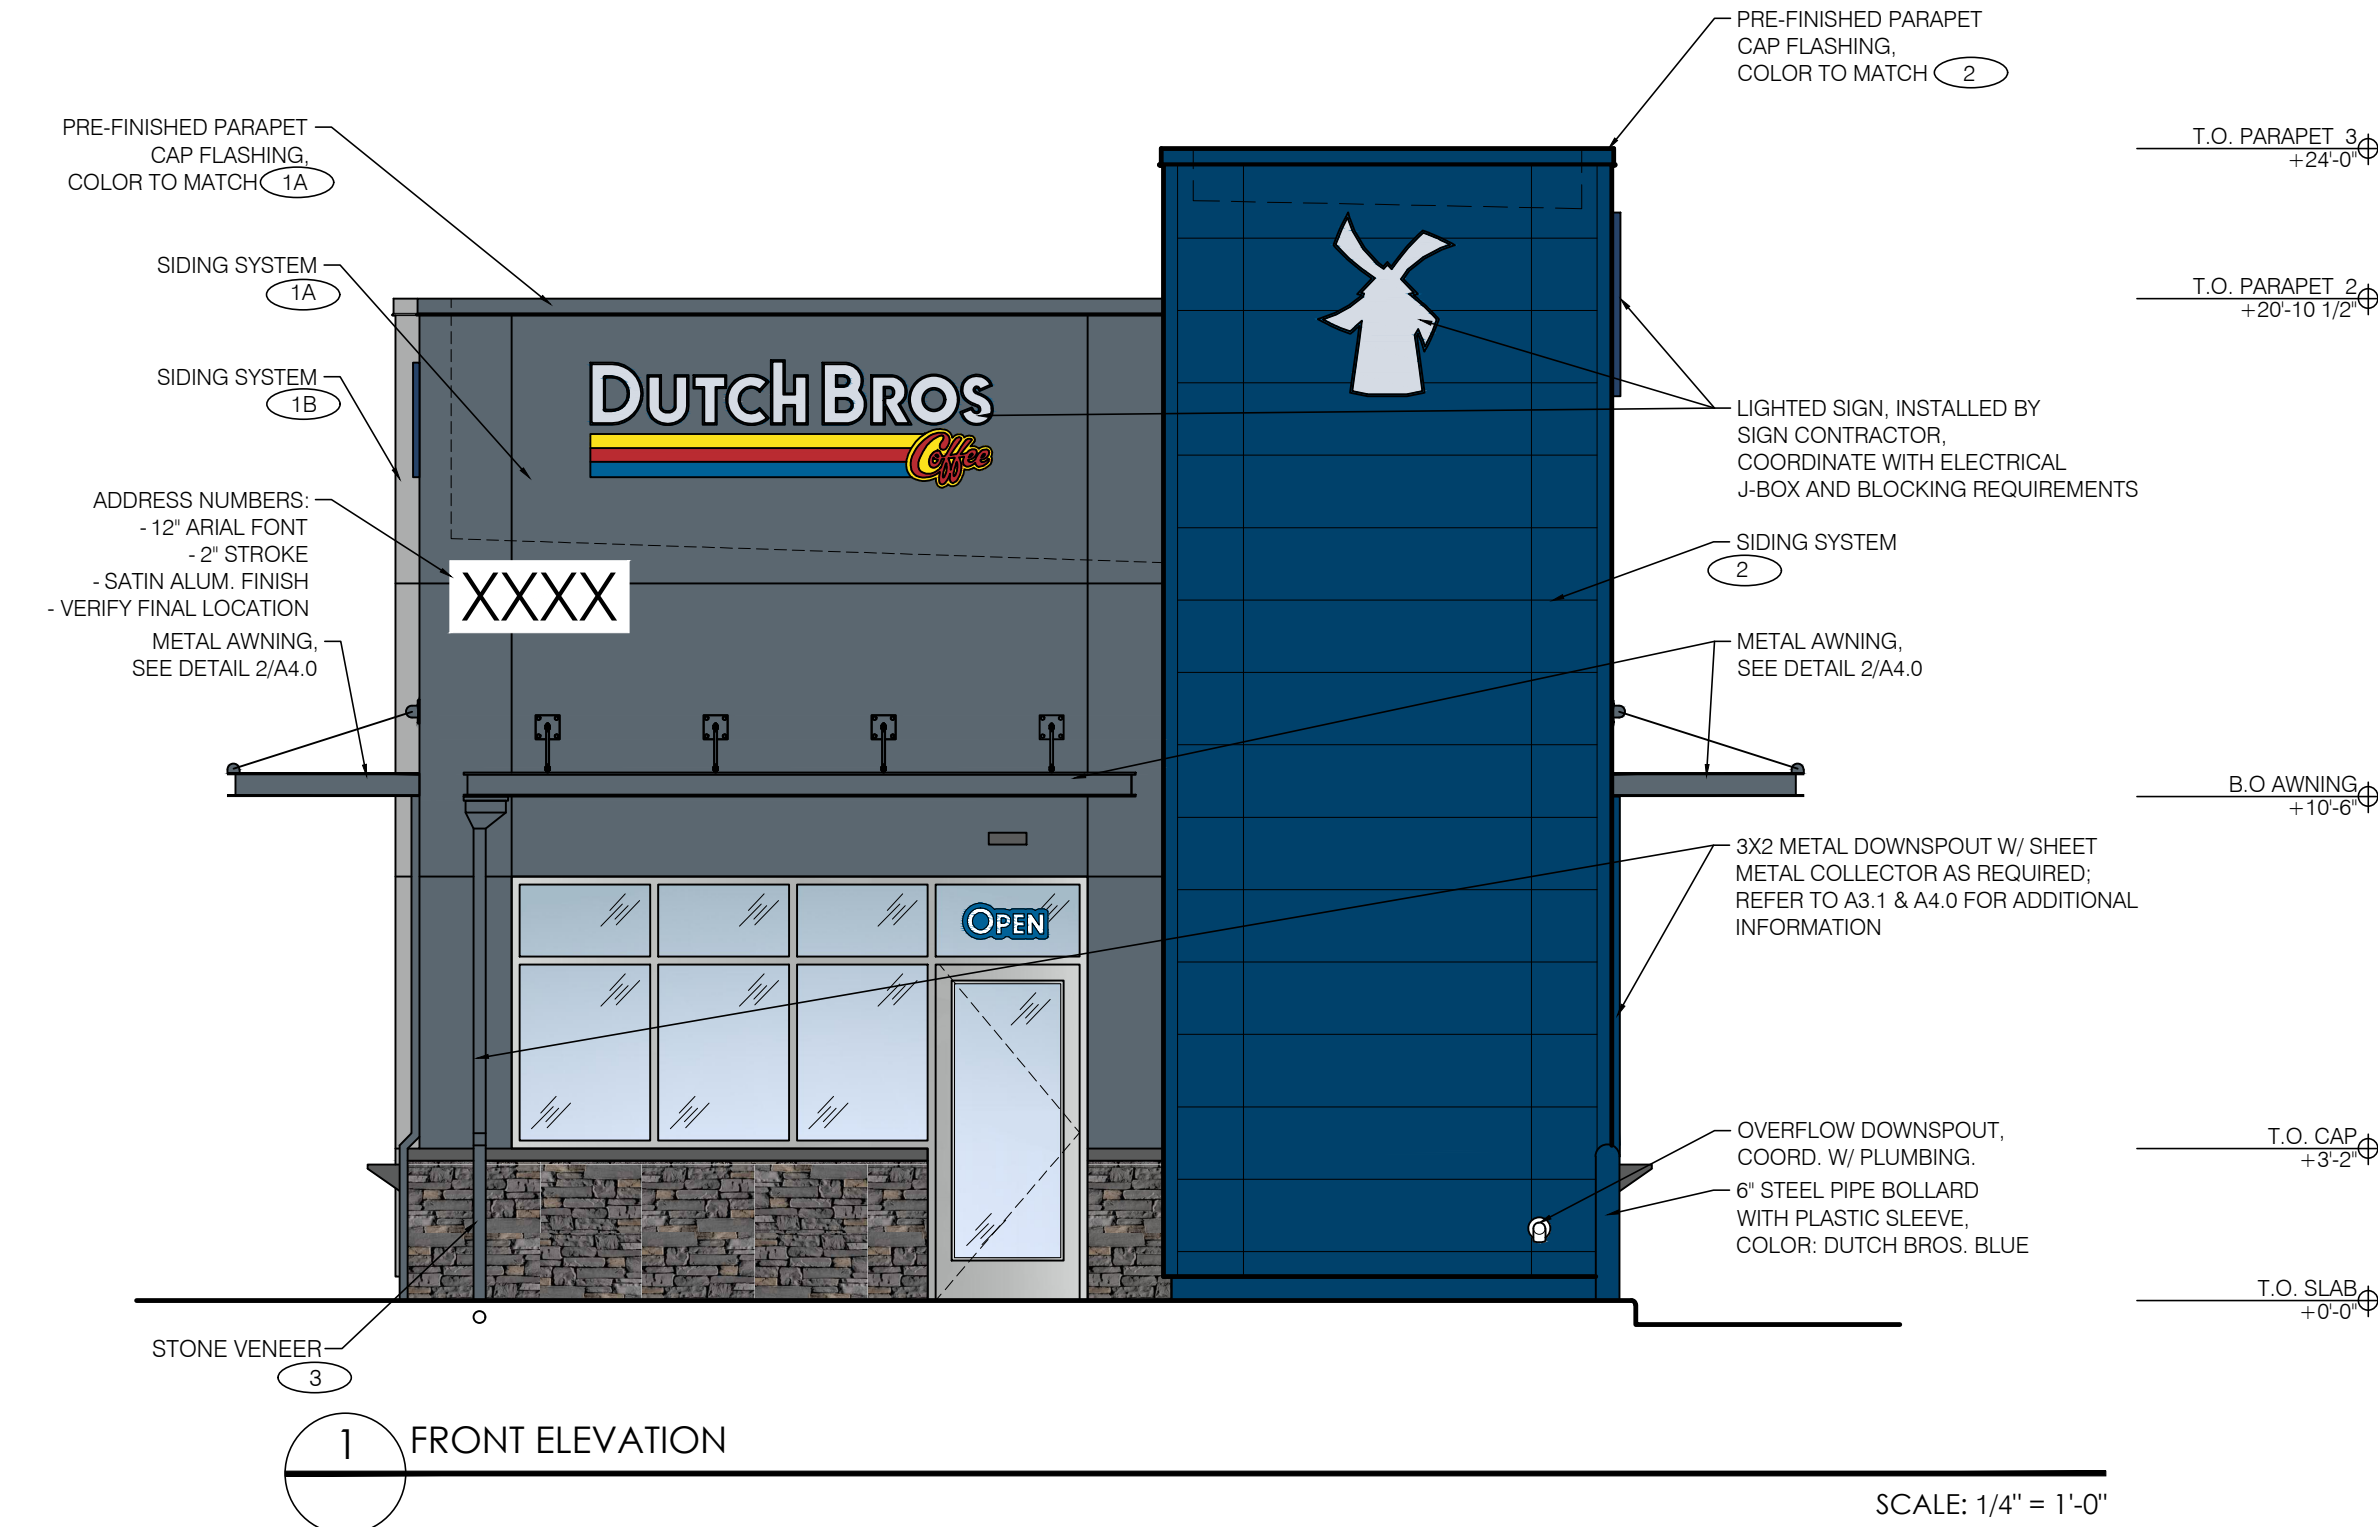 PRE-FINISHED PARAPET
CAP FLASHING,
COLOR TO MATCH 2
T.O. PARAPET 3
+24'-0"
PRE-FINISHED PARAPET
CAP FLASHING,
COLOR TO MATCH 1A
SIDING SYSTEM
1A
T.O. PARAPET 2
+20'-10 1/2"
SIDING SYSTEM
1B
DUTCH BROS
Coffee
LIGHTED SIGN, INSTALLED BY
SIGN CONTRACTOR,
COORDINATE WITH ELECTRICAL
J-BOX AND BLOCKING REQUIREMENTS
ADDRESS NUMBERS:
- 12" ARIAL FONT
- 2" STROKE
- SATIN ALUM. FINISH
- VERIFY FINAL LOCATION
XXXX
SIDING SYSTEM
2
METAL AWNING,
SEE DETAIL 2/A4.0
METAL AWNING,
SEE DETAIL 2/A4.0
B.O AWNING
+10'-6"
3X2 METAL DOWNSPOUT W/ SHEET
METAL COLLECTOR AS REQUIRED;
REFER TO A3.1 & A4.0 FOR ADDITIONAL
INFORMATION
OPEN
OVERFLOW DOWNSPOUT,
COORD. W/ PLUMBING.
T.O. CAP
+3'-2"
6" STEEL PIPE BOLLARD
WITH PLASTIC SLEEVE,
COLOR: DUTCH BROS. BLUE
T.O. SLAB
+0'-0"
STONE VENEER
3
1 FRONT ELEVATION
SCALE: 1/4" = 1'-0"